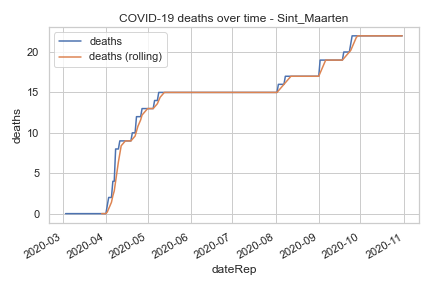 COVID-19 deaths over time - Sint_Maarten
deaths
deaths (rolling)
deaths
20
15
10
5
0
2020-03
2020-04
2020-05
2020-06
2020-07
2020-08
2020-09
2020-10
2020-11
dateRep